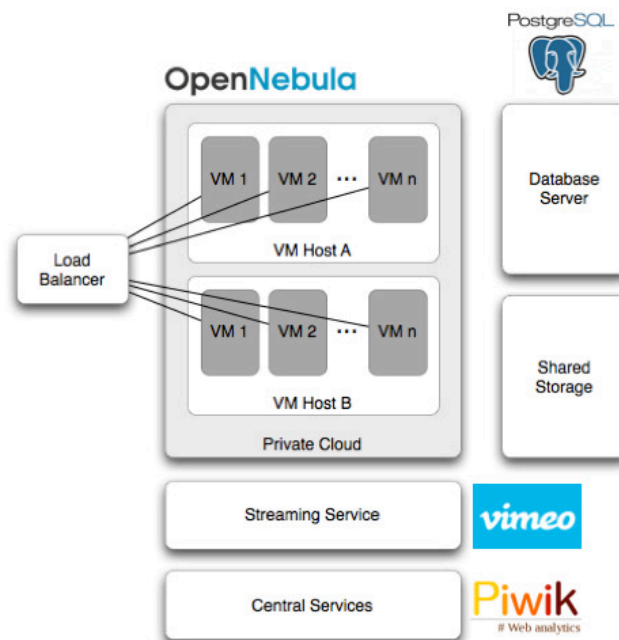 PostgreSQL
OpenNebula
VM 1 VM 2 ... VM n
VM Host A
Load
Balancer
VM 1 VM 2 ... VM n
VM Host B
Private Cloud
Database
Server
Shared
Storage
Streaming Service
vimeo
Central Services
Piwik
# Web analytics